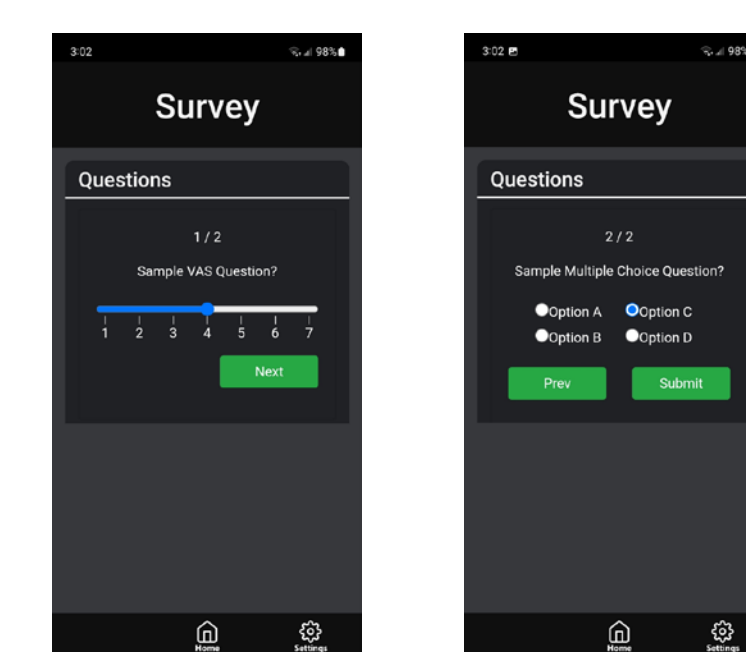 3:02 98%
Survey
Questions
1 / 2
Sample VAS Question?
1 2 3 4 5 6 7
Next
Home Settings
3:02 98%
Survey
Questions
2 / 2
Sample Multiple Choice Question?
Option A Option C
Option B Option D
Prev Submit
Home Settings